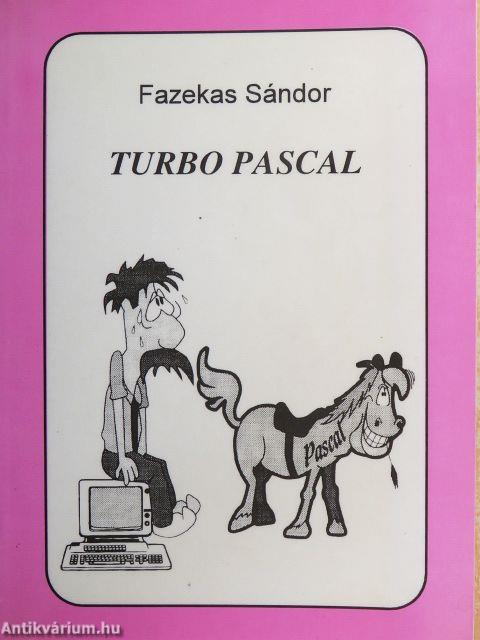 Fazekas Sándor
TURBO PASCAL
Pascal
Antikvárium.hu